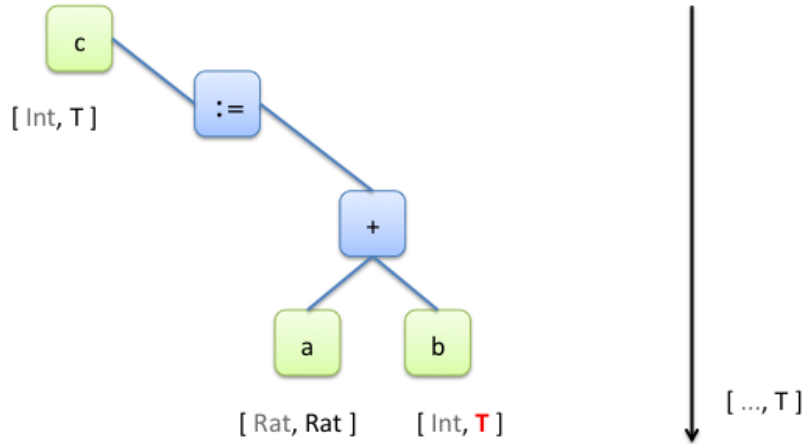 c
[ Int, T ]
:=
+
a b
[ Rat, Rat ] [ Int, T ]
[ ..., T ]